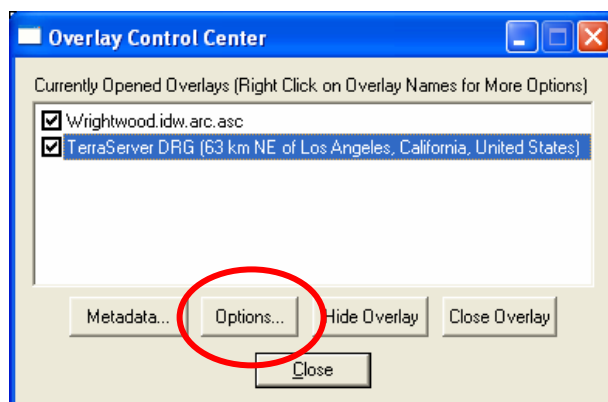 Overlay Control Center
Currently Opened Overlays (Right Click on Overlay Names for More Options)
Wrightwood.idw.arc.asc
TerraServer DRG (63 km NE of Los Angeles, California, United States)
Metadata... Options... Hide Overlay Close Overlay
Close